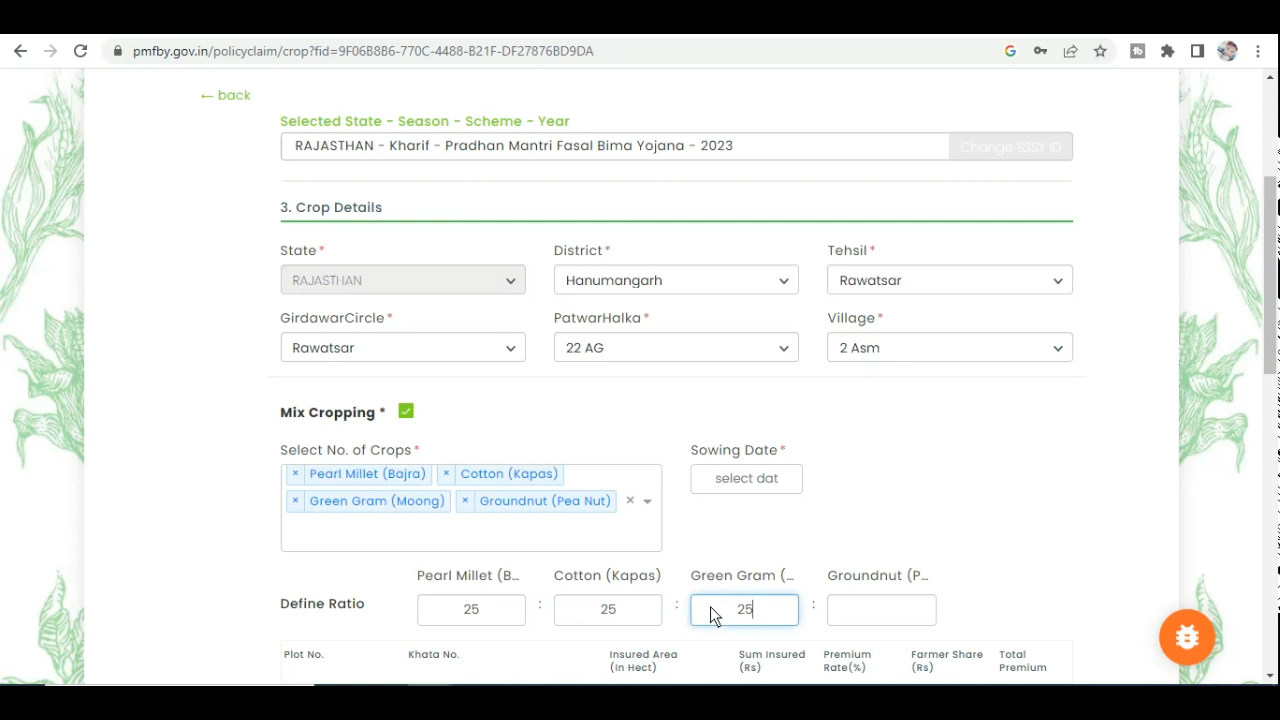 pmfby.gov.in/policyclaim/crop?fid=9F06B8B6-770C-4488-B21F-DF27876BD9DA
← back
Selected State - Season - Scheme - Year
RAJASTHAN - Kharif - Pradhan Mantri Fasal Bima Yojana - 2023
Change SSSY ID
3. Crop Details
State* District* Tehsil*
RAJASTHAN Hanumangarh Rawatsar
GirdawarCircle* PatwarHalka* Village*
Rawatsar 22 AG 2 Asm
Mix Cropping *
Select No. of Crops* Sowing Date*
× Pearl Millet (Bajra) × Cotton (Kapas)
select dat
× Green Gram (Moong) × Groundnut (Pea Nut) ×
Pearl Millet (B... Cotton (Kapas) Green Gram (... Groundnut (P...
Define Ratio 25 : 25 : 25 :
Plot No. Khata No. Insured Area Sum Insured Premium Farmer Share Total
(In Hect) (Rs) Rate(%) (Rs) Premium